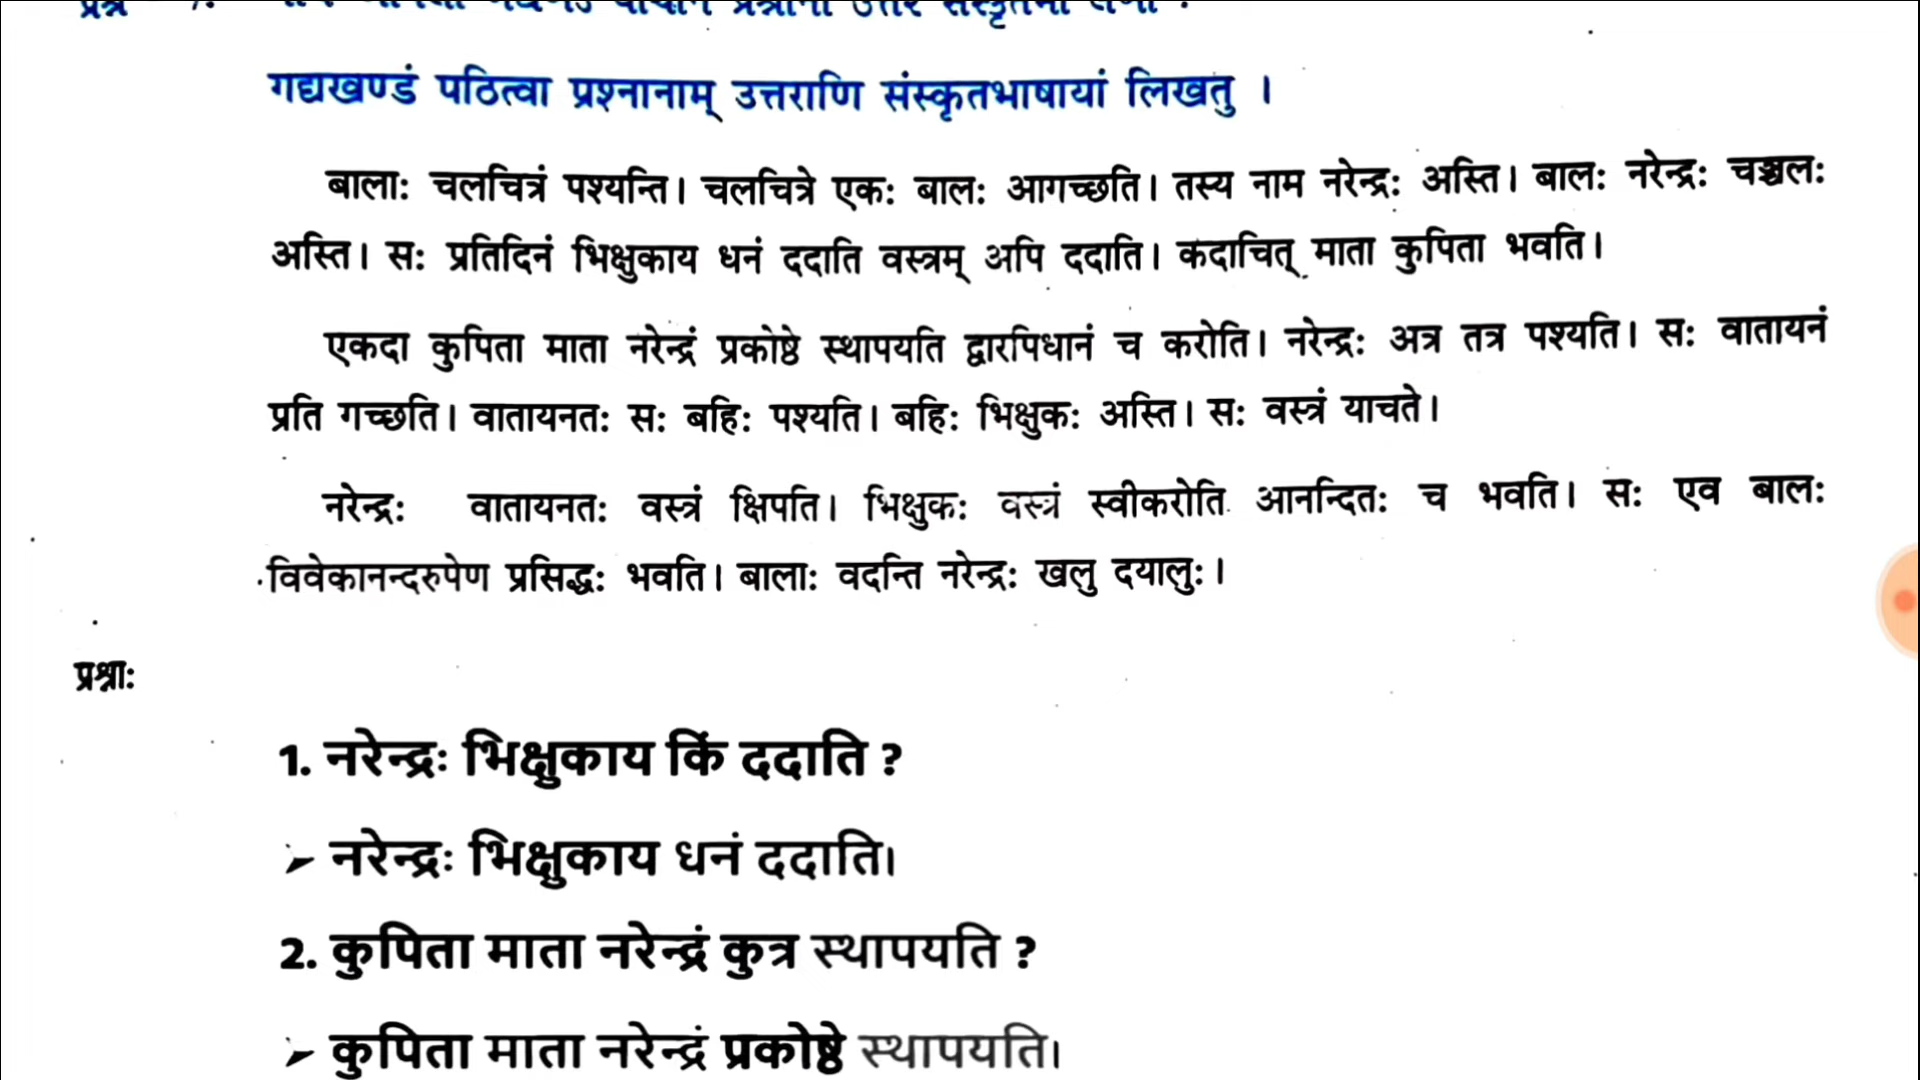 गद्यखण्डं पठित्वा प्रश्नानाम् उत्तराणि संस्कृतभाषायां लिखतु ।
बालाः चलचित्रं पश्यन्ति। चलचित्रे एकः बालः आगच्छति। तस्य नाम नरेन्द्रः अस्ति। बालः नरेन्द्रः चञ्चलः
अस्ति। सः प्रतिदिनं भिक्षुकाय धनं ददाति वस्त्रम् अपि ददाति। कदाचित् माता कुपिता भवति।
एकदा कुपिता माता नरेन्द्रं प्रकोष्ठे स्थापयति द्वारपिधानं च करोति। नरेन्द्रः अत्र तत्र पश्यति। सः वातायनं
प्रति गच्छति। वातायनतः सः बहिः पश्यति। बहिः भिक्षुकः अस्ति। सः वस्त्रं याचते।
नरेन्द्रः वातायनतः वस्त्रं क्षिपति। भिक्षुकः वस्त्रं स्वीकरोति आनन्दितः च भवति। सः एव बालः
विवेकानन्दरुपेण प्रसिद्धः भवति। बालाः वदन्ति नरेन्द्रः खलु दयालुः।
प्रश्नाः
1. नरेन्द्रः भिक्षुकाय किं ददाति ?
➢ नरेन्द्रः भिक्षुकाय धनं ददाति।
2. कुपिता माता नरेन्द्रं कुत्र स्थापयति ?
➢ कुपिता माता नरेन्द्रं प्रकोष्ठे स्थापयति।